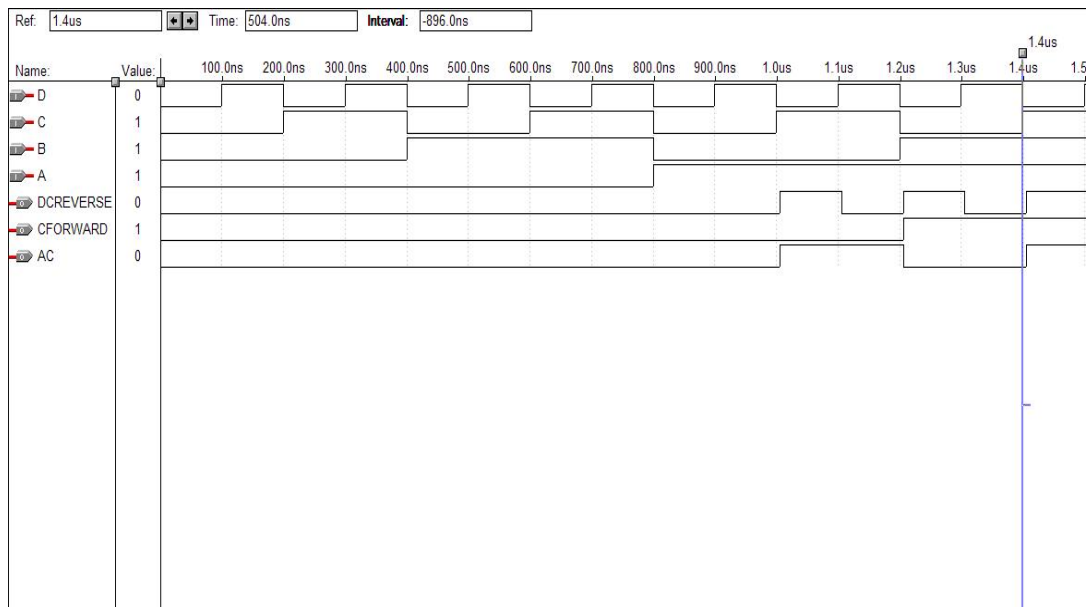 Ref: 1.4us Time: 504.0ns Interval: -896.0ns
1.4us
Name: Value: 100.0ns 200.0ns 300.0ns 400.0ns 500.0ns 600.0ns 700.0ns 800.0ns 900.0ns 1.0us 1.1us 1.2us 1.3us 1.4us 1.5
D 0
C 1
B 1
A 1
DCREVERSE 0
CFORWARD 1
AC 0